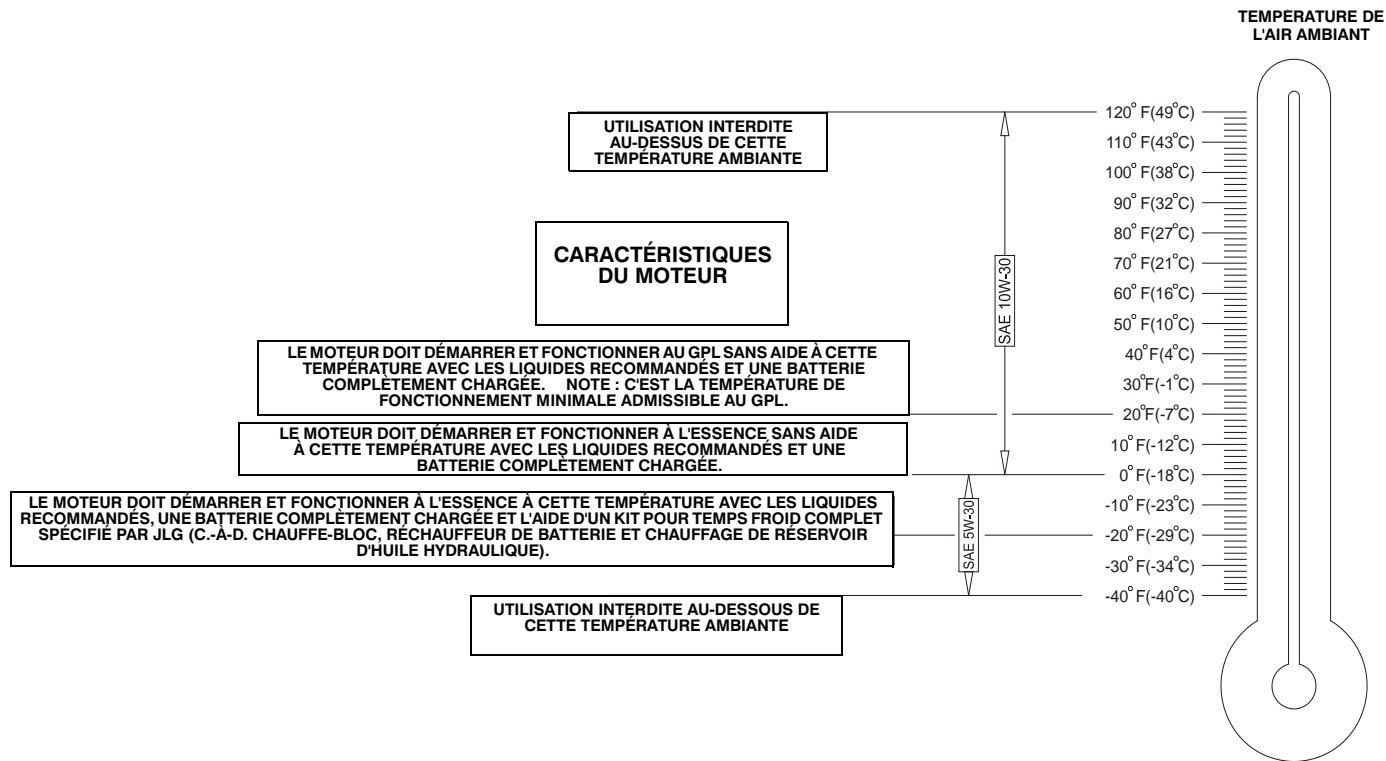 TEMPÉRATURE DE
L'AIR AMBIANT
UTILISATION INTERDITE
AU-DESSUS DE CETTE
TEMPÉRATURE AMBIANTE
CARACTÉRISTIQUES
DU MOTEUR
LE MOTEUR DOIT DÉMARRER ET FONCTIONNER AU GPL SANS AIDE À CETTE
TEMPÉRATURE AVEC LES LIQUIDES RECOMMANDÉS ET UNE BATTERIE
COMPLÈTEMENT CHARGÉE. NOTE : C'EST LA TEMPÉRATURE DE
FONCTIONNEMENT MINIMALE ADMISSIBLE AU GPL.
LE MOTEUR DOIT DÉMARRER ET FONCTIONNER À L'ESSENCE SANS AIDE
À CETTE TEMPÉRATURE AVEC LES LIQUIDES RECOMMANDÉS ET UNE
BATTERIE COMPLÈTEMENT CHARGÉE.
LE MOTEUR DOIT DÉMARRER ET FONCTIONNER À L'ESSENCE À CETTE TEMPÉRATURE AVEC LES LIQUIDES
RECOMMANDÉS, UNE BATTERIE COMPLÈTEMENT CHARGÉE ET L'AIDE D'UN KIT POUR TEMPS FROID COMPLET
SPÉCIFIÉ PAR JLG (C.-À-D. CHAUFFE-BLOC, RÉCHAUFFEUR DE BATTERIE ET CHAUFFAGE DE RÉSERVOIR
D'HUILE HYDRAULIQUE).
UTILISATION INTERDITE AU-DESSOUS DE
CETTE TEMPÉRATURE AMBIANTE
SAE 10W-30
SAE 5W-30
120° F(49°C)
110° F(43°C)
100° F(38°C)
90° F(32°C)
80° F(27°C)
70° F(21°C)
60° F(16°C)
50° F(10°C)
40°F(4°C)
30°F(-1°C)
20°F(-7°C)
10°F(-12°C)
0°F(-18°C)
-10°F(-23°C)
-20°F(-29°C)
-30°F(-34°C)
-40°F(-40°C)